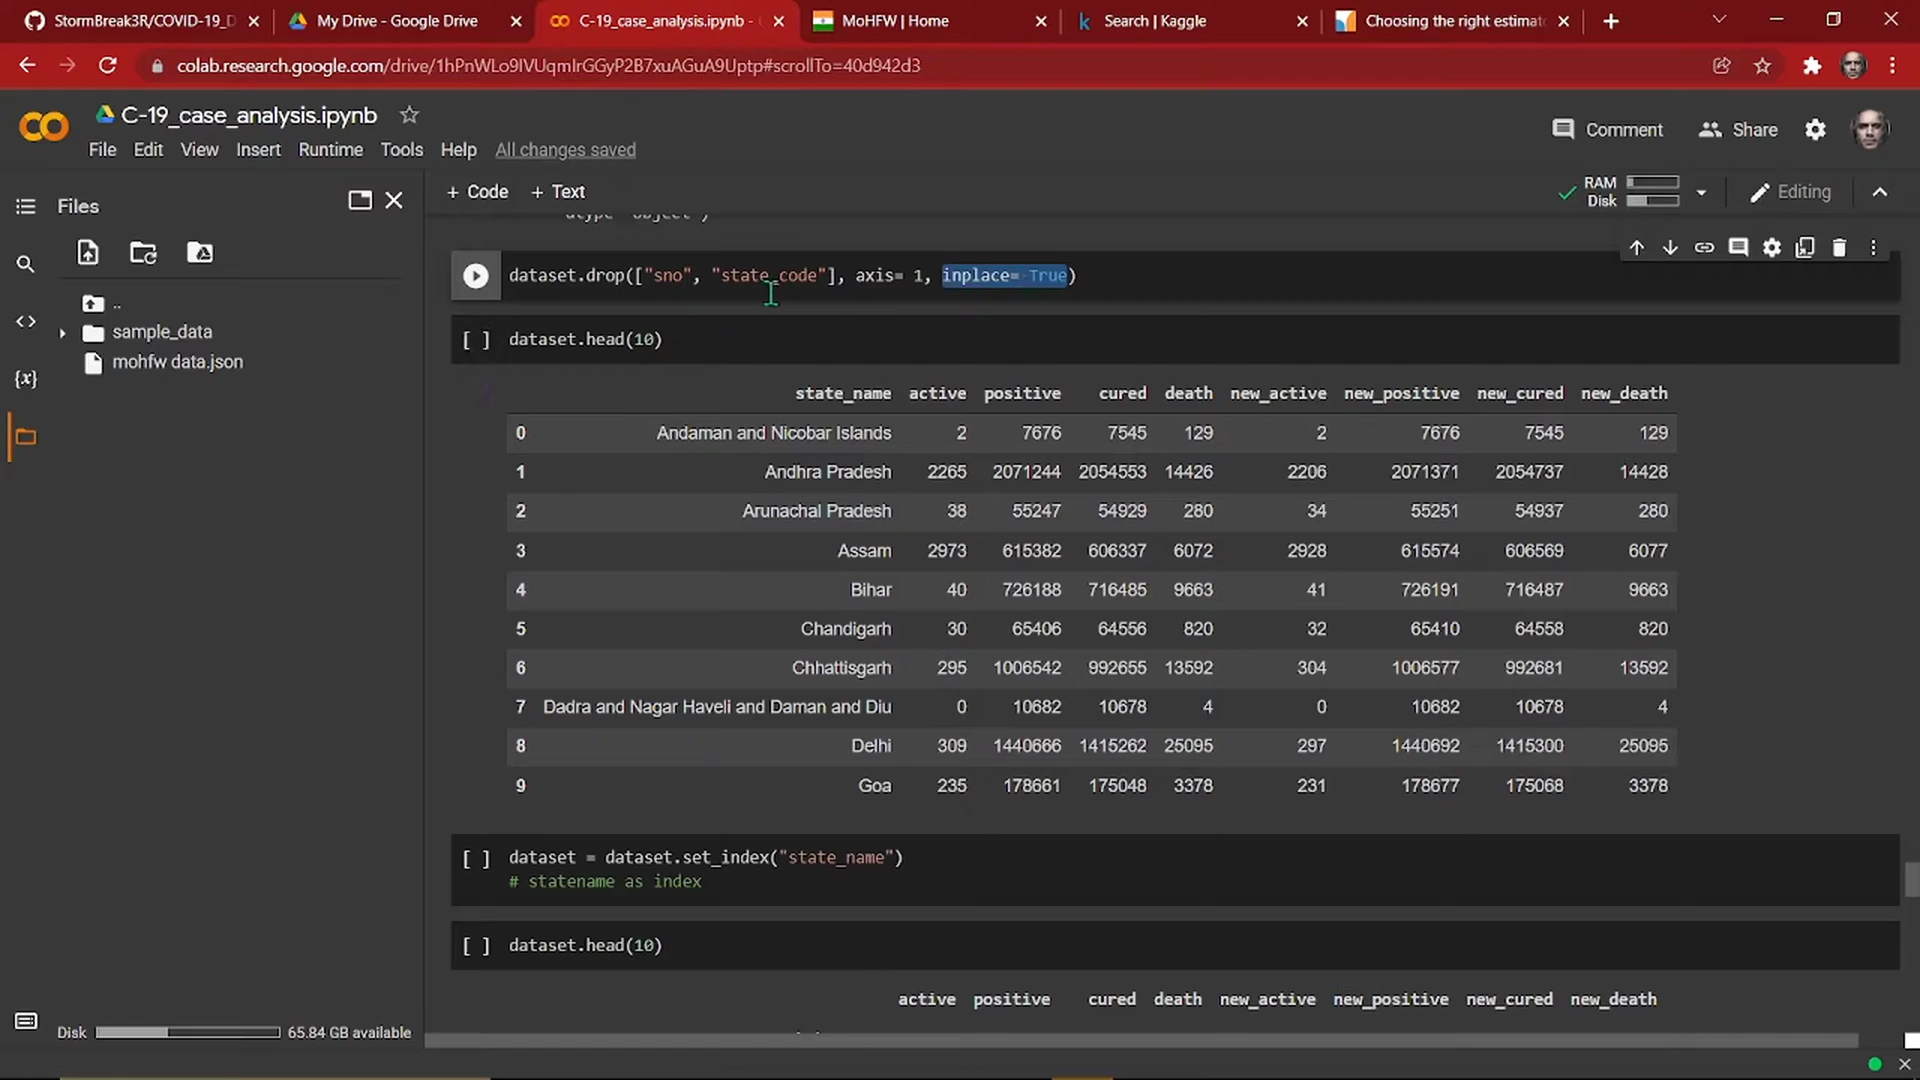 StormBreak3R/COVID-19_D
My Drive - Google Drive
C-19_case_analysis.ipynb -
MoHFW | Home
Search | Kaggle
Choosing the right estimat
colab.research.google.com/drive/1hPnWLo9IVUqmIrGGyP2B7xuAGuA9Uptp#scrollTo=40d942d3
C-19_case_analysis.ipynb
Comment
Share
File Edit View Insert Runtime Tools Help All changes saved
Files
+ Code + Text
RAM
Disk
Editing
..
sample_data
mohfw data.json
dtype='object')
dataset.drop(["sno", "state_code"], axis= 1, inplace= True)
[ ] dataset.head(10)
state_name active positive cured death new_active new_positive new_cured new_death
0 Andaman and Nicobar Islands 2 7676 7545 129 2 7676 7545 129
1 Andhra Pradesh 2265 2071244 2054553 14426 2206 2071371 2054737 14428
2 Arunachal Pradesh 38 55247 54929 280 34 55251 54937 280
3 Assam 2973 615382 606337 6072 2928 615574 606569 6077
4 Bihar 40 726188 716485 9663 41 726191 716487 9663
5 Chandigarh 30 65406 64556 820 32 65410 64558 820
6 Chhattisgarh 295 1006542 992655 13592 304 1006577 992681 13592
7 Dadra and Nagar Haveli and Daman and Diu 0 10682 10678 4 0 10682 10678 4
8 Delhi 309 1440666 1415262 25095 297 1440692 1415300 25095
9 Goa 235 178661 175048 3378 231 178677 175068 3378
[ ] dataset = dataset.set_index("state_name")
# statename as index
[ ] dataset.head(10)
active positive cured death new_active new_positive new_cured new_death
Disk 65.84 GB available